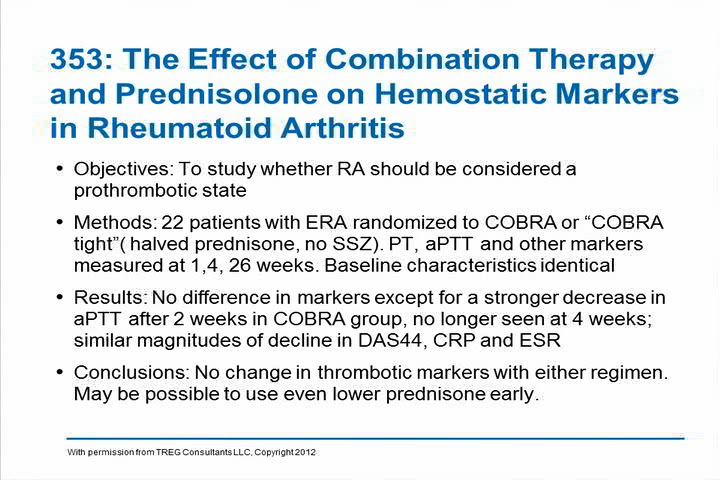 353: The Effect of Combination Therapy
and Prednisolone on Hemostatic Markers
in Rheumatoid Arthritis
• Objectives: To study whether RA should be considered a
prothrombotic state
• Methods: 22 patients with ERA randomized to COBRA or “COBRA
tight”( halved prednisone, no SSZ). PT, aPTT and other markers
measured at 1,4, 26 weeks. Baseline characteristics identical
• Results: No difference in markers except for a stronger decrease in
aPTT after 2 weeks in COBRA group, no longer seen at 4 weeks;
similar magnitudes of decline in DAS44, CRP and ESR
• Conclusions: No change in thrombotic markers with either regimen.
May be possible to use even lower prednisone early.
With permission from TREG Consultants LLC, Copyright 2012